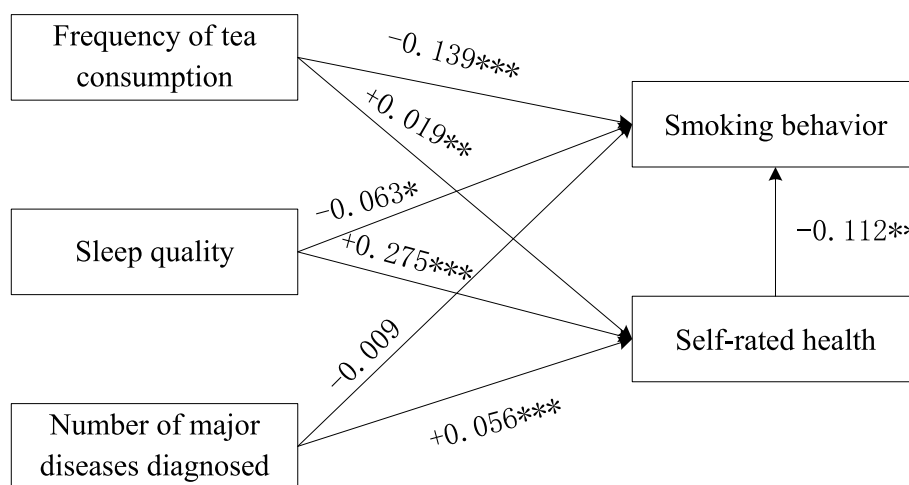 Frequency of tea
consumption
-0.139***
+0.019**
Smoking behavior
-0.063*
Sleep quality
+0.275***
-0.112**
-0.009
Self-rated health
Number of major
diseases diagnosed
+0.056***